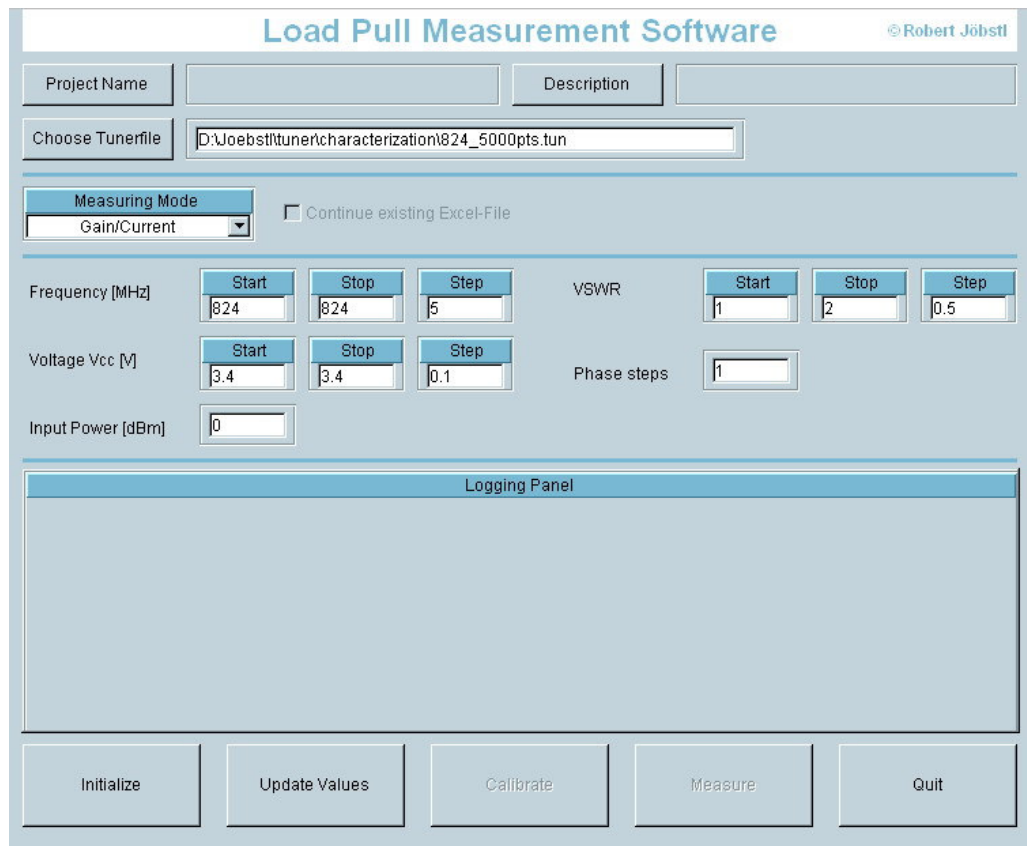 Load Pull Measurement Software
© Robert Jöbstl
Project Name
Description
Choose Tunerfile
D:\Joebstl\tuner\characterization\824_5000pts.tun
Measuring Mode
Gain/Current
Continue existing Excel-File
Frequency [MHz]
Start
Stop
Step
824
824
5
VSWR
Start
Stop
Step
1
2
0.5
Voltage Vcc [V]
Start
Stop
Step
3.4
3.4
0.1
Phase steps
1
Input Power [dBm]
0
Logging Panel
Initialize
Update Values
Calibrate
Measure
Quit